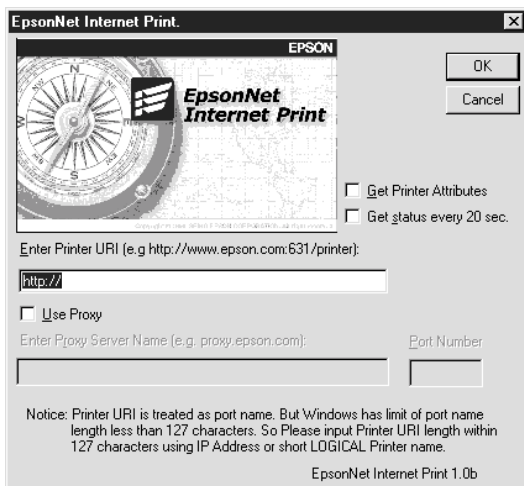 EpsonNet Internet Print.
EPSON
N
W
S
EpsonNet
Internet Print
OK
Cancel
Get Printer Attributes
Get status every 20 sec.
Enter Printer URI (e.g http://www.epson.com:631/printer):
http://
Use Proxy
Enter Proxy Server Name (e.g. proxy.epson.com):
Port Number
Notice: Printer URI is treated as port name. But Windows has limit of port name
length less than 127 characters. So Please input Printer URI length within
127 characters using IP Address or short LOGICAL Printer name.
EpsonNet Internet Print 1.0b